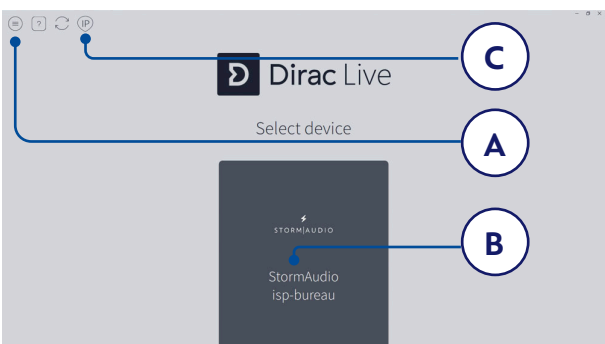 ?
IP
C
Dirac Live
A
Select device
STORM|AUDIO
B
StormAudio
isp-bureau